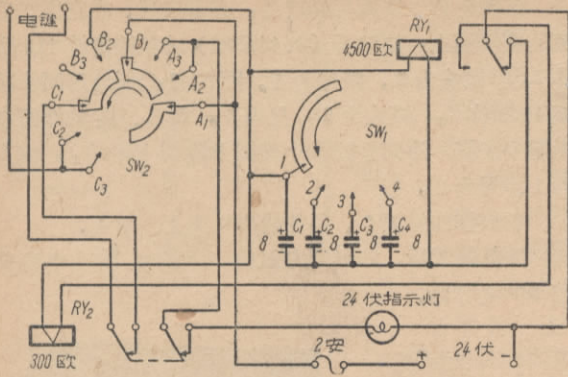 电键
B₂
B₁
A₃
B₃
A₂
C₁
A₁
C₂
C₃
SW₂
RY₁
4500欧
SW₁
1
2
3
4
8 C₁ C₂ 8 C₃ 8 C₄ 8
+ + + +
- - - -
24伏指示灯
RY₂
300欧
2安
+
24伏 -